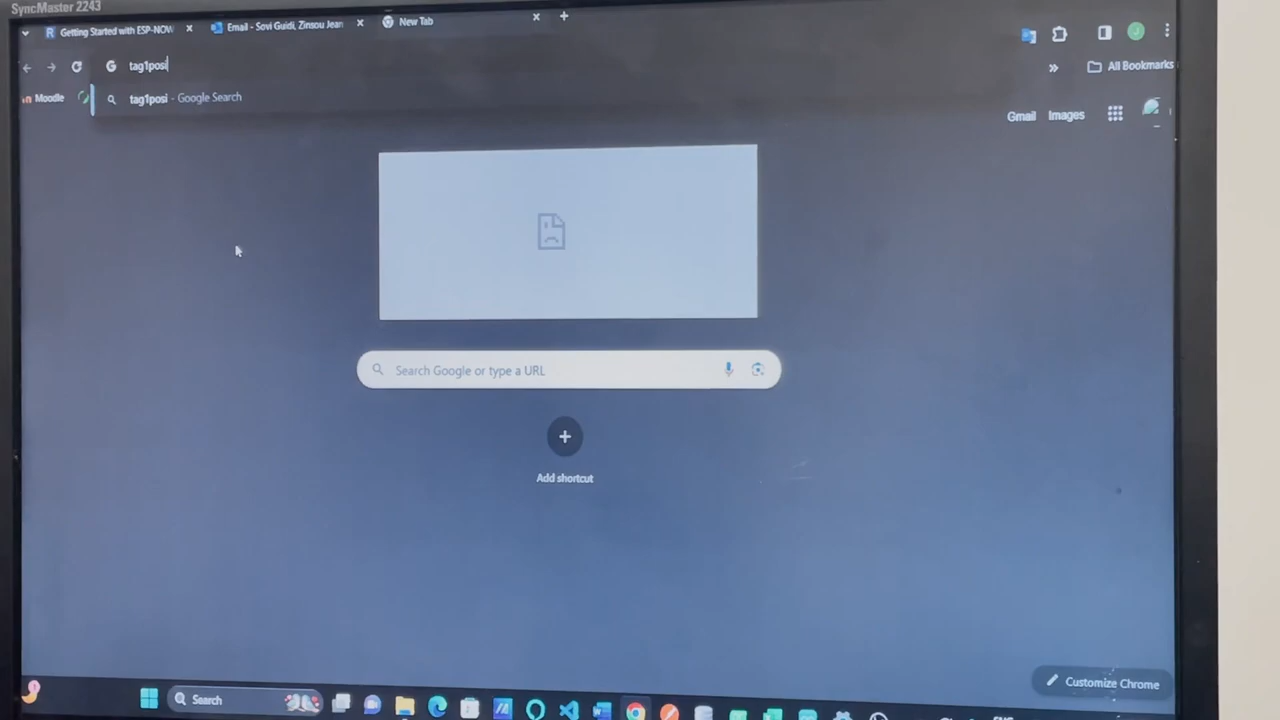 SyncMaster 2243
Getting Started with ESP-NOW
Email - Sovi Guidi, Zinsou Jean
New Tab
tag1posi
All Bookmarks
Moodle
tag1posi - Google Search
Gmail
Images
Search Google or type a URL
Add shortcut
Customize Chrome
Search